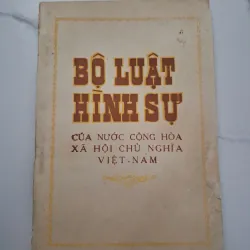 BỘ LUẬT
HÌNH SỰ
CỦA NƯỚC CỘNG HÒA
XÃ HỘI CHỦ NGHĨA
VIỆT-NAM